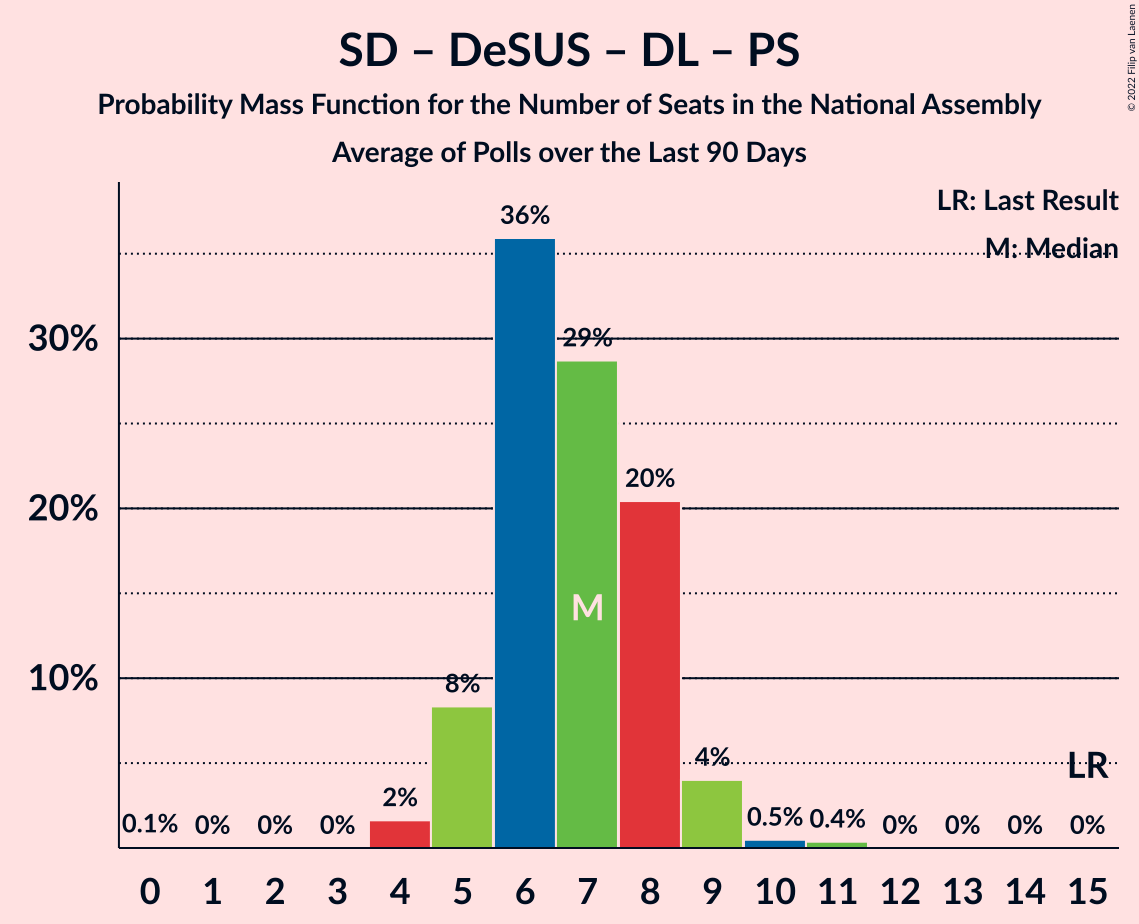 SD – DeSUS – DL – PS
Probability Mass Function for the Number of Seats in the National Assembly
Average of Polls over the Last 90 Days
© 2022 Filip van Laenen
LR: Last Result
M: Median
36%
30%
29%
20%
20%
M
10%
8%
4%
LR
2%
0.1% 0% 0% 0% 0.5% 0.4% 0% 0% 0% 0%
0 1 2 3 4 5 6 7 8 9 10 11 12 13 14 15